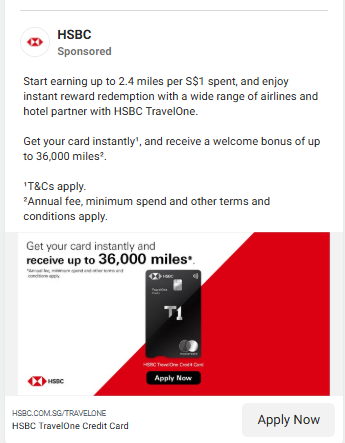 HSBC
Sponsored
Start earning up to 2.4 miles per S$1 spent, and enjoy
instant reward redemption with a wide range of airlines and
hotel partner with HSBC TravelOne.
Get your card instantly¹, and receive a welcome bonus of up
to 36,000 miles².
¹T&Cs apply.
²Annual fee, minimum spend and other terms and
conditions apply.
Get your card instantly and
receive up to 36,000 miles*.
*Annual fee, minimum spend and other terms and
conditions apply.
HSBC
TravelOne
T1
HSBC TravelOne Credit Card
Apply Now
HSBC
HSBC.COM.SG/TRAVELONE
HSBC TravelOne Credit Card
Apply Now